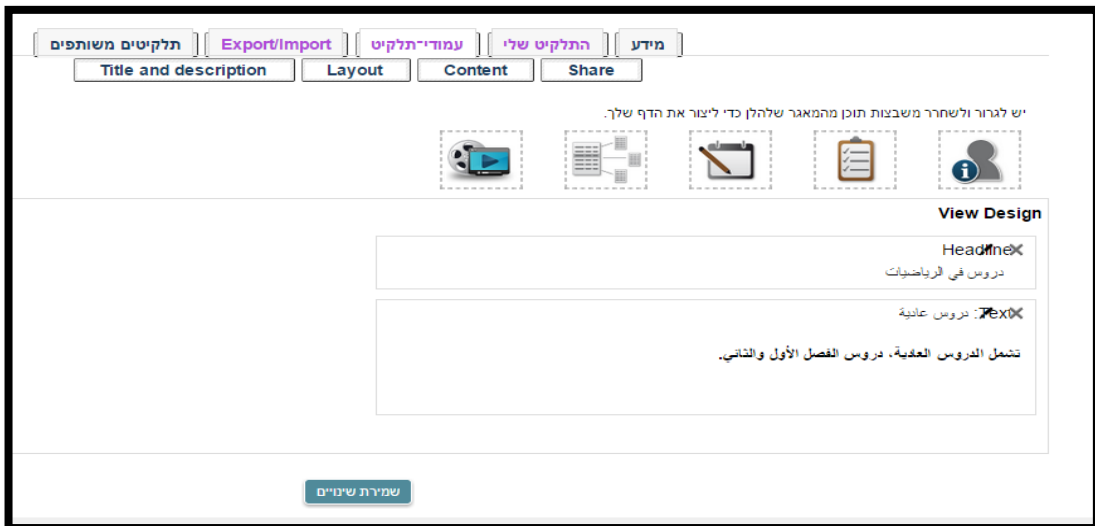 מידע התלקיט שלי עמודי־תלקיט Export/Import תלקיטים משותפים
Title and description Layout Content Share
יש לגרור ולשחרר משבצות תוכן מהמאגר שלהלן כדי ליצור את הדף שלך.
View Design
Headline
دروس في الرياضيات
Text: دروس عادية
تشمل الدروس العادية، دروس الفصل الأول والثاني.
שמירת שינויים